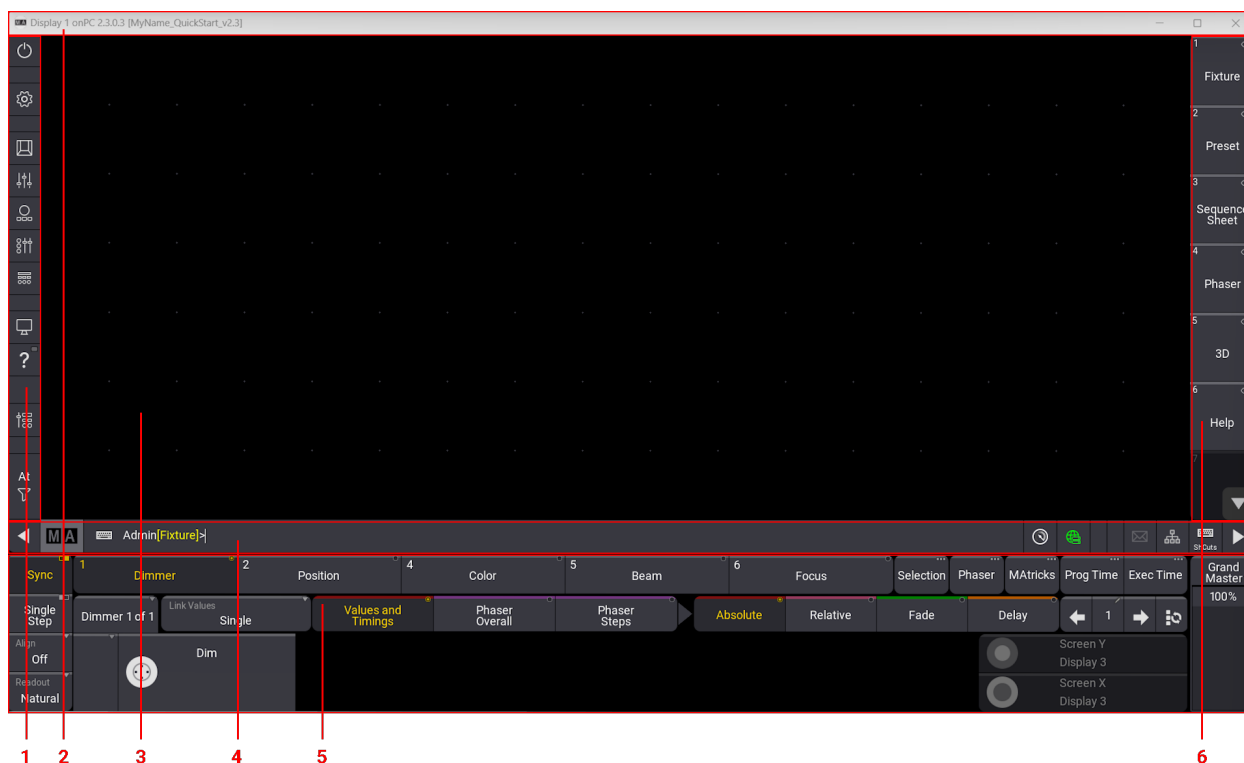 MA Display 1 onPC 2.3.0.3 [MyName_QuickStart_v2.3]
1
Fixture
2
Preset
3
Sequence
Sheet
4
Phaser
5
3D
6
Help
7
?
At
MA Admin[Fixture]>
ShCuts
Sync
1 Dimmer
2 Position
4 Color
5 Beam
6 Focus
Selection
Phaser
MAtricks
Prog Time
Exec Time
Grand
Master
100%
Single
Step
Dimmer 1 of 1
Link Values
Single
Values and
Timings
Phaser
Overall
Phaser
Steps
Absolute
Relative
Fade
Delay
1
Align
Off
Dim
Screen Y
Display 3
Readout
Natural
Screen X
Display 3
1 2 3 4 5 6